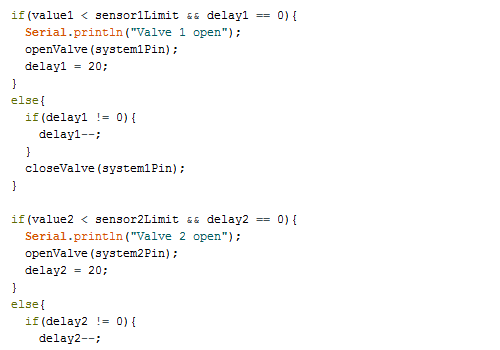 if(value1 < sensor1Limit && delay1 == 0){
  Serial.println("Valve 1 open");
  openValve(system1Pin);
  delay1 = 20;
}
else{
  if(delay1 != 0){
    delay1--;
  }
  closeValve(system1Pin);
}

if(value2 < sensor2Limit && delay2 == 0){
  Serial.println("Valve 2 open");
  openValve(system2Pin);
  delay2 = 20;
}
else{
  if(delay2 != 0){
    delay2--;